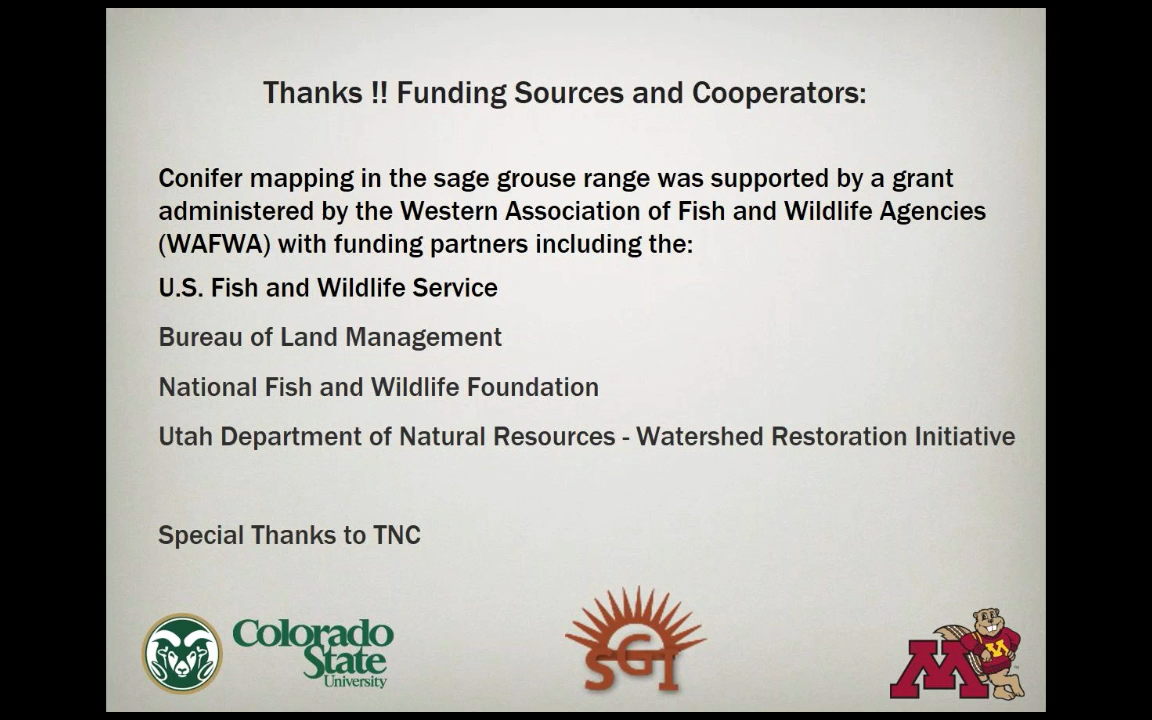 Thanks !! Funding Sources and Cooperators:
Conifer mapping in the sage grouse range was supported by a grant
administered by the Western Association of Fish and Wildlife Agencies
(WAFWA) with funding partners including the:
U.S. Fish and Wildlife Service
Bureau of Land Management
National Fish and Wildlife Foundation
Utah Department of Natural Resources - Watershed Restoration Initiative
Special Thanks to TNC
Colorado
State
University
SGI
M
M